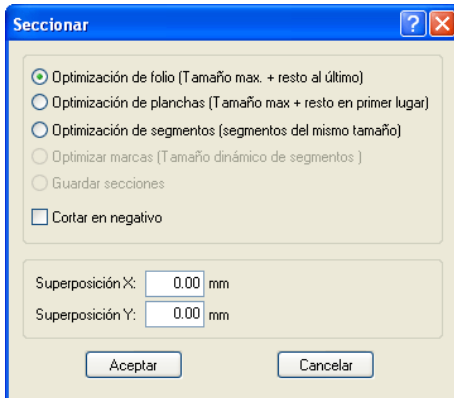 Seccionar
Optimización de folio (Tamaño max. + resto al último)
Optimización de planchas (Tamaño max + resto en primer lugar)
Optimización de segmentos (segmentos del mismo tamaño)
Optimizar marcas (Tamaño dinámico de segmentos )
Guardar secciones
Cortar en negativo
Superposición X: 0.00 mm
Superposición Y: 0.00 mm
Aceptar Cancelar